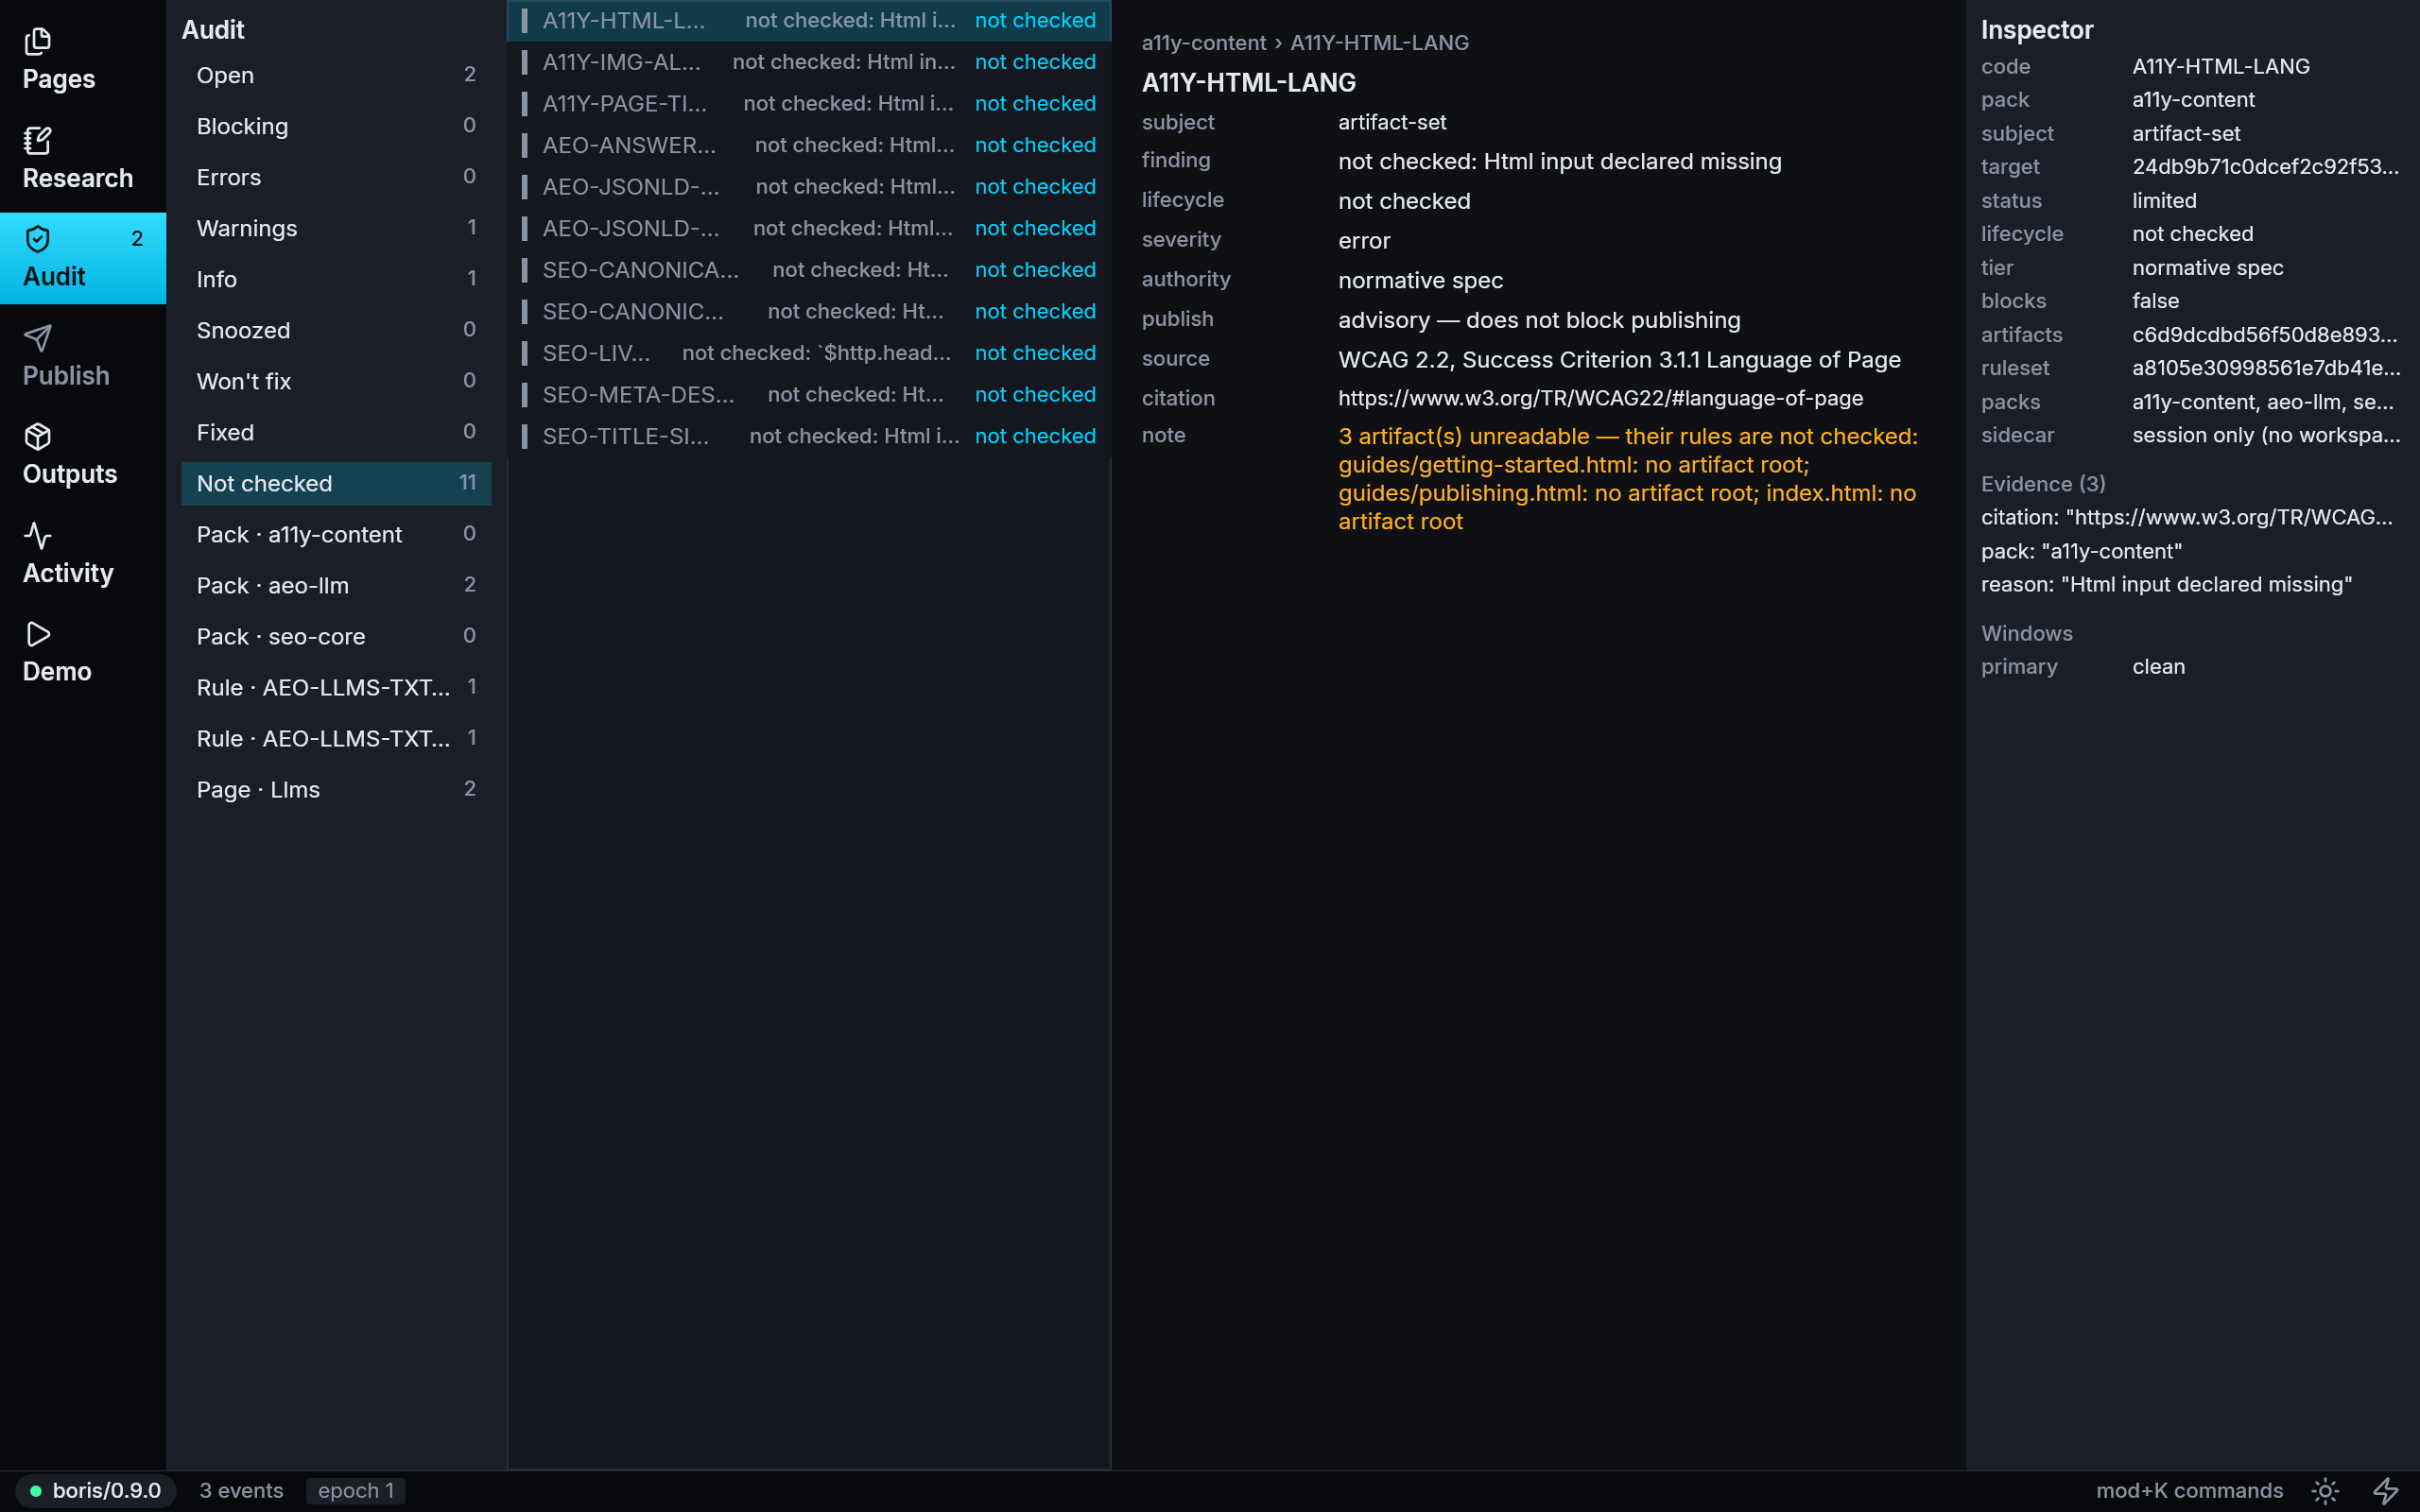 Pages
Research
2
Audit
Publish
Outputs
Activity
Demo
Audit
Open 2
Blocking 0
Errors 0
Warnings 1
Info 1
Snoozed 0
Won't fix 0
Fixed 0
Not checked 11
Pack · a11y-content 0
Pack · aeo-llm 2
Pack · seo-core 0
Rule · AEO-LLMS-TXT... 1
Rule · AEO-LLMS-TXT... 1
Page · Llms 2
A11Y-HTML-L... not checked: Html i... not checked
A11Y-IMG-AL... not checked: Html in... not checked
A11Y-PAGE-TI... not checked: Html i... not checked
AEO-ANSWER... not checked: Html... not checked
AEO-JSONLD-... not checked: Html... not checked
AEO-JSONLD-... not checked: Html... not checked
SEO-CANONICA... not checked: Ht... not checked
SEO-CANONIC... not checked: Ht... not checked
SEO-LIV... not checked: `$http.head... not checked
SEO-META-DES... not checked: Ht... not checked
SEO-TITLE-SI... not checked: Html i... not checked
a11y-content › A11Y-HTML-LANG
A11Y-HTML-LANG
subject artifact-set
finding not checked: Html input declared missing
lifecycle not checked
severity error
authority normative spec
publish advisory — does not block publishing
source WCAG 2.2, Success Criterion 3.1.1 Language of Page
citation https://www.w3.org/TR/WCAG22/#language-of-page
note 3 artifact(s) unreadable — their rules are not checked:
guides/getting-started.html: no artifact root;
guides/publishing.html: no artifact root; index.html: no
artifact root
Inspector
code A11Y-HTML-LANG
pack a11y-content
subject artifact-set
target 24db9b71c0dcef2c92f53...
status limited
lifecycle not checked
tier normative spec
blocks false
artifacts c6d9dcdbd56f50d8e893...
ruleset a8105e30998561e7db41e...
packs a11y-content, aeo-llm, se...
sidecar session only (no workspa...
Evidence (3)
citation: "https://www.w3.org/TR/WCAG...
pack: "a11y-content"
reason: "Html input declared missing"
Windows
primary clean
boris/0.9.0 3 events epoch 1 mod+K commands